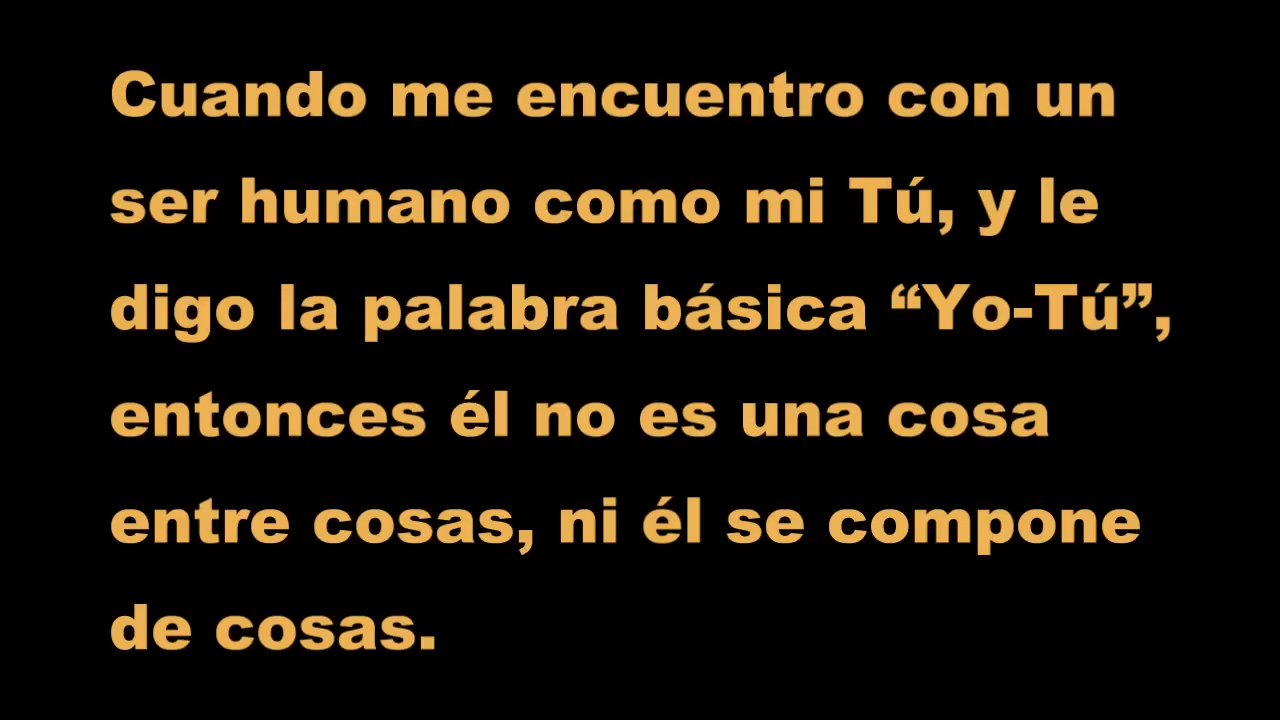 Cuando me encuentro con un
ser humano como mi Tú, y le
digo la palabra básica “Yo-Tú”,
entonces él no es una cosa
entre cosas, ni él se compone
de cosas.